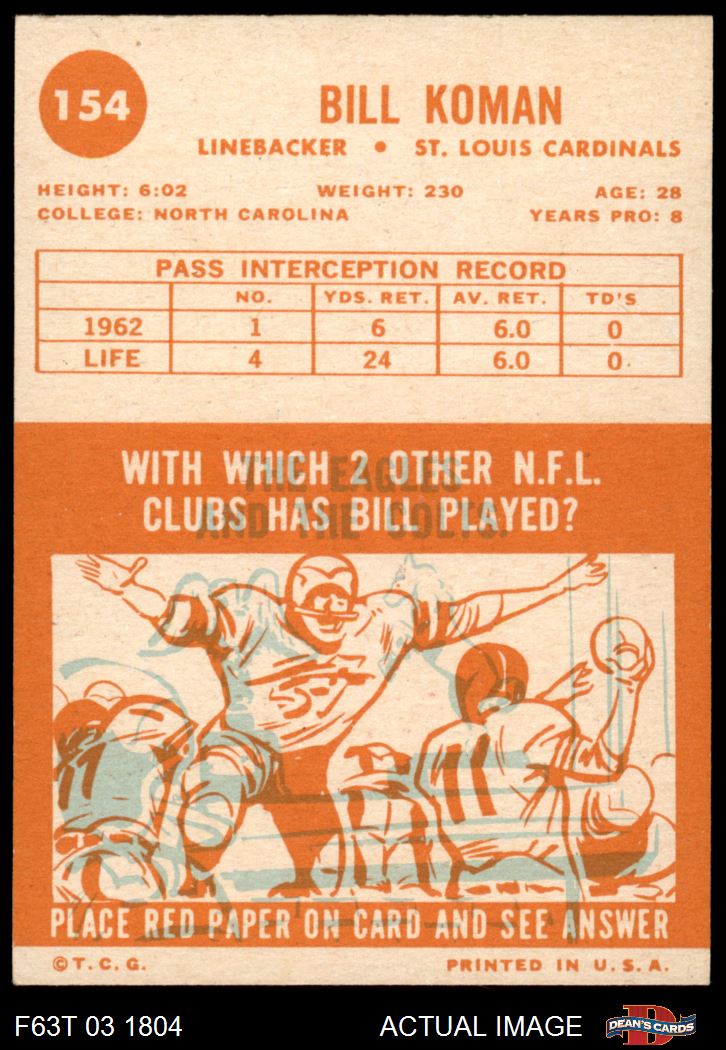 154
BILL KOMAN
LINEBACKER • ST. LOUIS CARDINALS
HEIGHT: 6:02 WEIGHT: 230 AGE: 28
COLLEGE: NORTH CAROLINA YEARS PRO: 8
PASS INTERCEPTION RECORD
NO. YDS. RET. AV. RET. TD'S
1962 1 6 6.0 0
LIFE 4 24 6.0 0
WITH WHICH 2 OTHER N.F.L.
CLUBS HAS BILL PLAYED?
THE EAGLES
AND THE COLTS.
11
PLACE RED PAPER ON CARD AND SEE ANSWER
©T.C.G. PRINTED IN U.S.A.
F63T 03 1804 ACTUAL IMAGE D DEAN'S CARDS